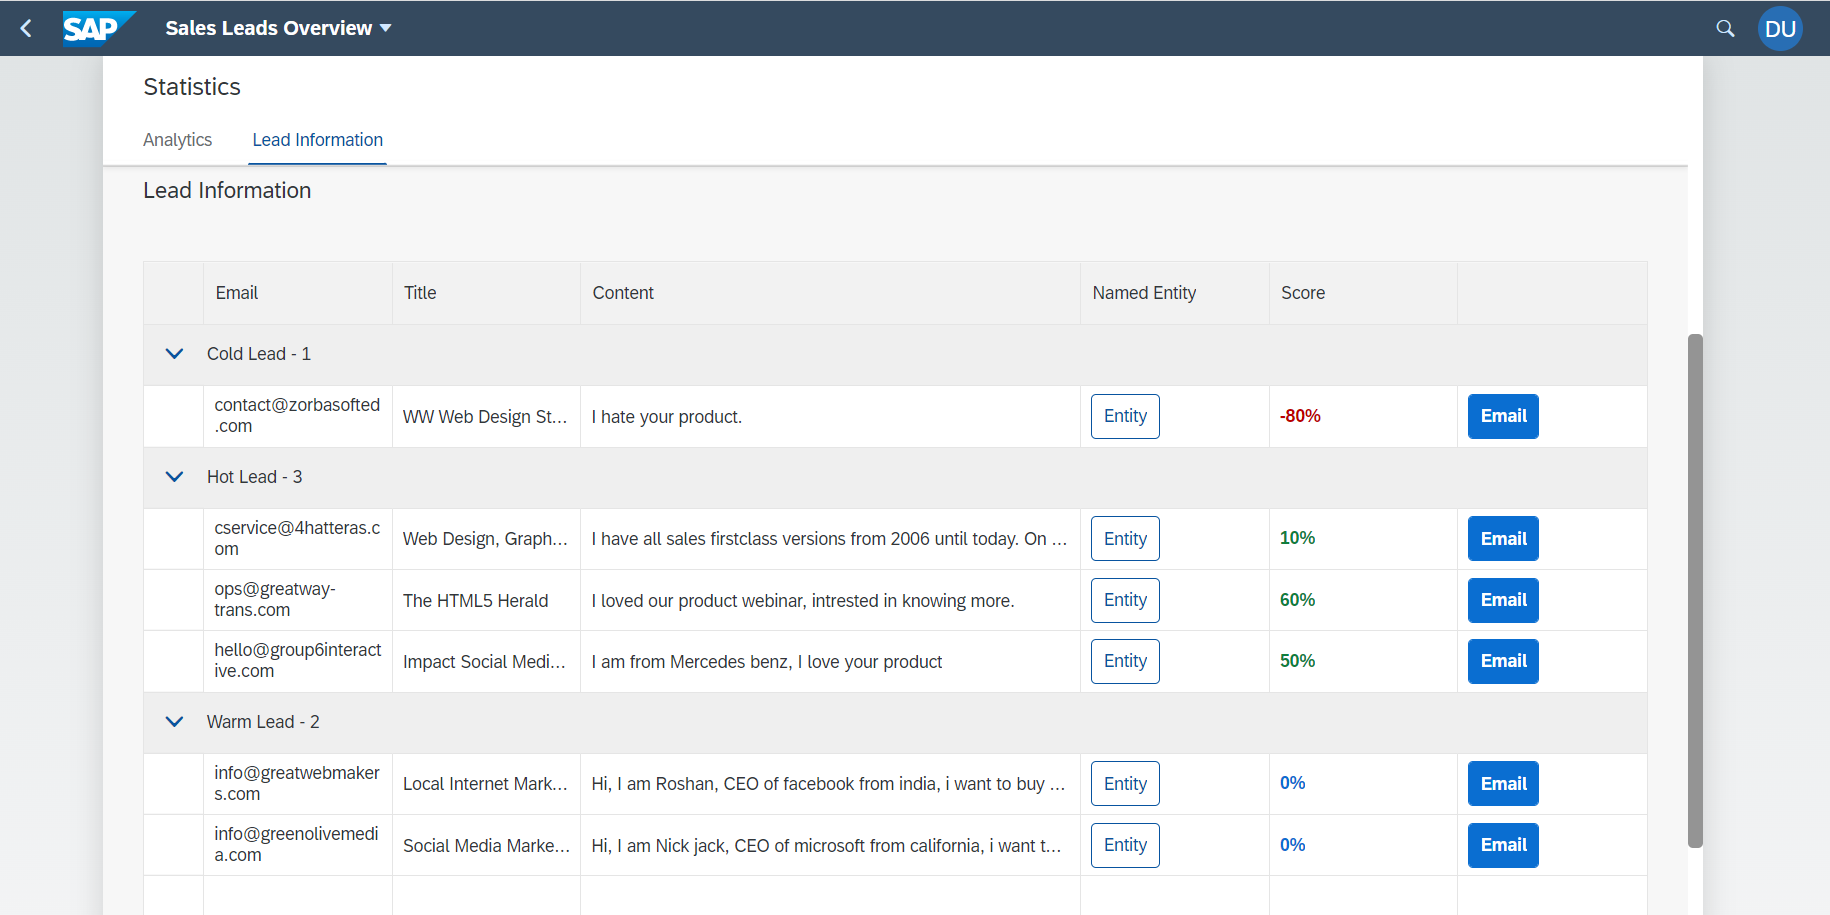 SAP Sales Leads Overview DU
Statistics
Analytics Lead Information
Lead Information
Email Title Content Named Entity Score
Cold Lead - 1
contact@zorbasofted
.com WW Web Design St... I hate your product. Entity -80% Email
Hot Lead - 3
cservice@4hatteras.c
om Web Design, Graph... I have all sales firstclass versions from 2006 until today. On ... Entity 10% Email
ops@greatway-
trans.com The HTML5 Herald I loved our product webinar, intrested in knowing more. Entity 60% Email
hello@group6interact
ive.com Impact Social Medi... I am from Mercedes benz, I love your product Entity 50% Email
Warm Lead - 2
info@greatwebmaker
s.com Local Internet Mark... Hi, I am Roshan, CEO of facebook from india, i want to buy ... Entity 0% Email
info@greenolivemedi
a.com Social Media Marke... Hi, I am Nick jack, CEO of microsoft from california, i want t... Entity 0% Email